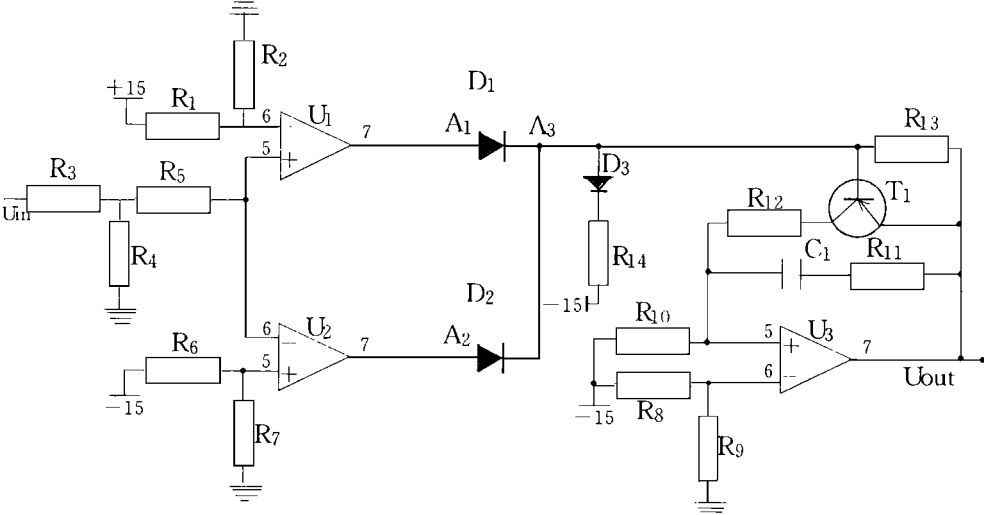 R2
+15
R1
6
U1
7
5
+
D1
A1
A3
R3
R5
Uin
R4
D3
R14
-15
R13
T1
R12
C1
R11
D2
6
−
U2
7
A2
R6
5
+
-15
R7
R10
5
+
U3
7
6
−
Uout
-15
R8
R9